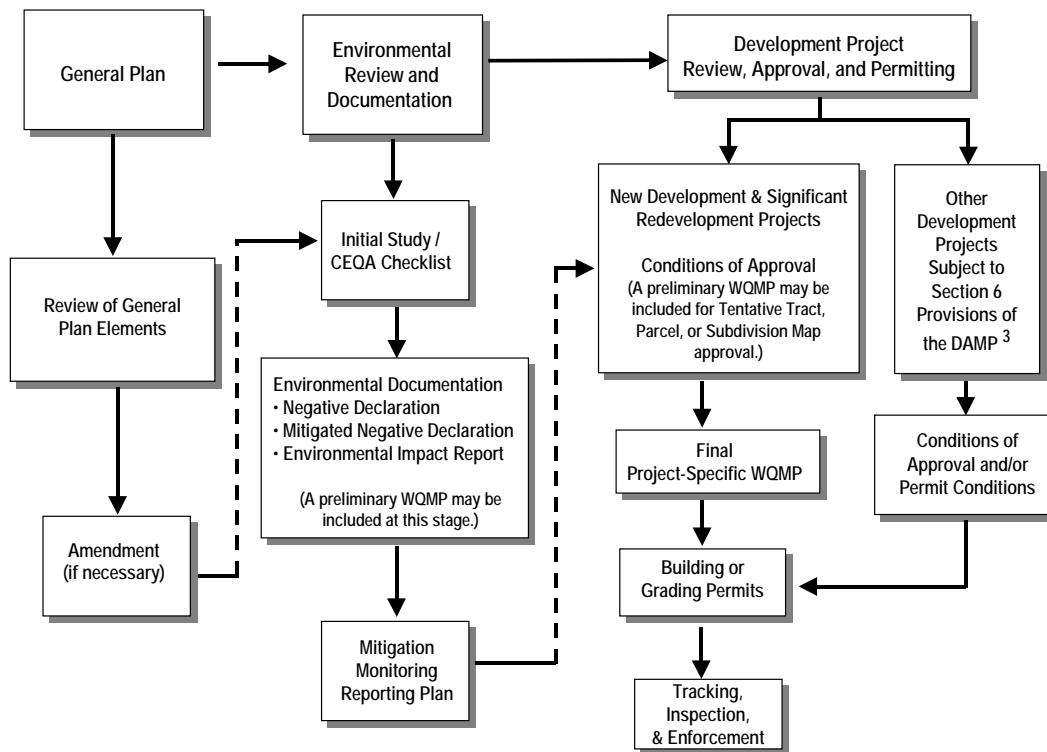 General Plan
Environmental
Review and
Documentation
Development Project
Review, Approval, and Permitting
Review of General
Plan Elements
Amendment
(if necessary)
Initial Study /
CEQA Checklist
Environmental Documentation
• Negative Declaration
• Mitigated Negative Declaration
• Environmental Impact Report
(A preliminary WQMP may be
included at this stage.)
Mitigation
Monitoring
Reporting Plan
New Development & Significant
Redevelopment Projects
Conditions of Approval
(A preliminary WQMP may be
included for Tentative Tract,
Parcel, or Subdivision Map
approval.)
Final
Project-Specific WQMP
Building or
Grading Permits
Tracking,
Inspection,
& Enforcement
Other
Development
Projects
Subject to
Section 6
Provisions of
the DAMP 3
Conditions of
Approval and/or
Permit Conditions